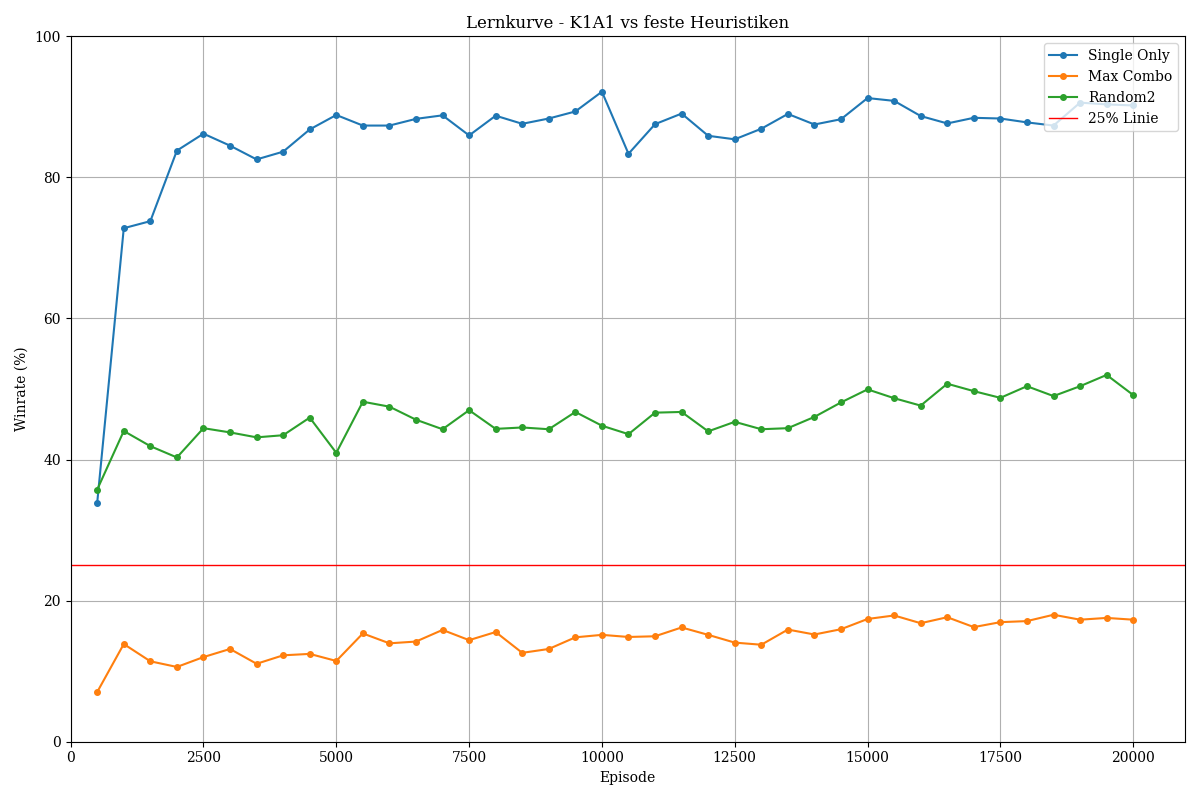 Lernkurve - K1A1 vs feste Heuristiken
100
80
60
40
20
0
Winrate (%)
Single Only
Max Combo
Random2
25% Linie
0 2500 5000 7500 10000 12500 15000 17500 20000
Episode